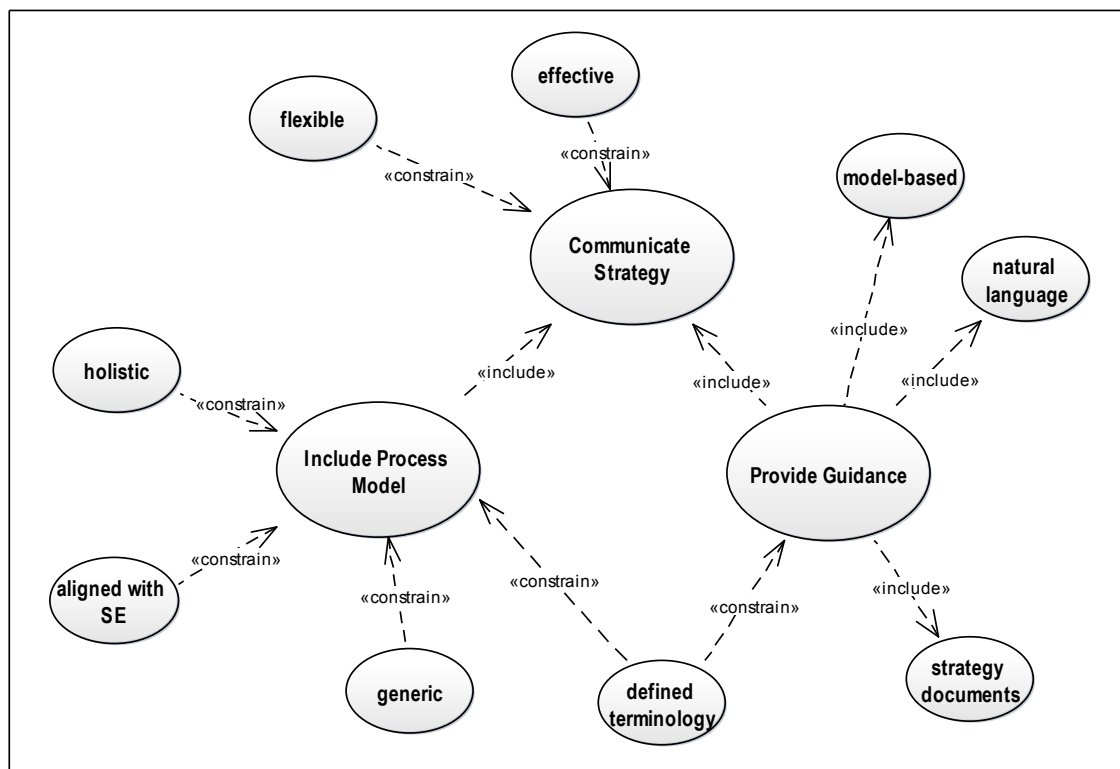 effective
flexible
«constrain»
«constrain»
model-based
Communicate
Strategy
natural
language
«include»
holistic
«include»
«include»
«include»
«constrain»
Include Process
Model
Provide Guidance
«constrain»
aligned with
SE
«constrain»
«constrain»
«constrain»
«include»
generic
defined
terminology
strategy
documents